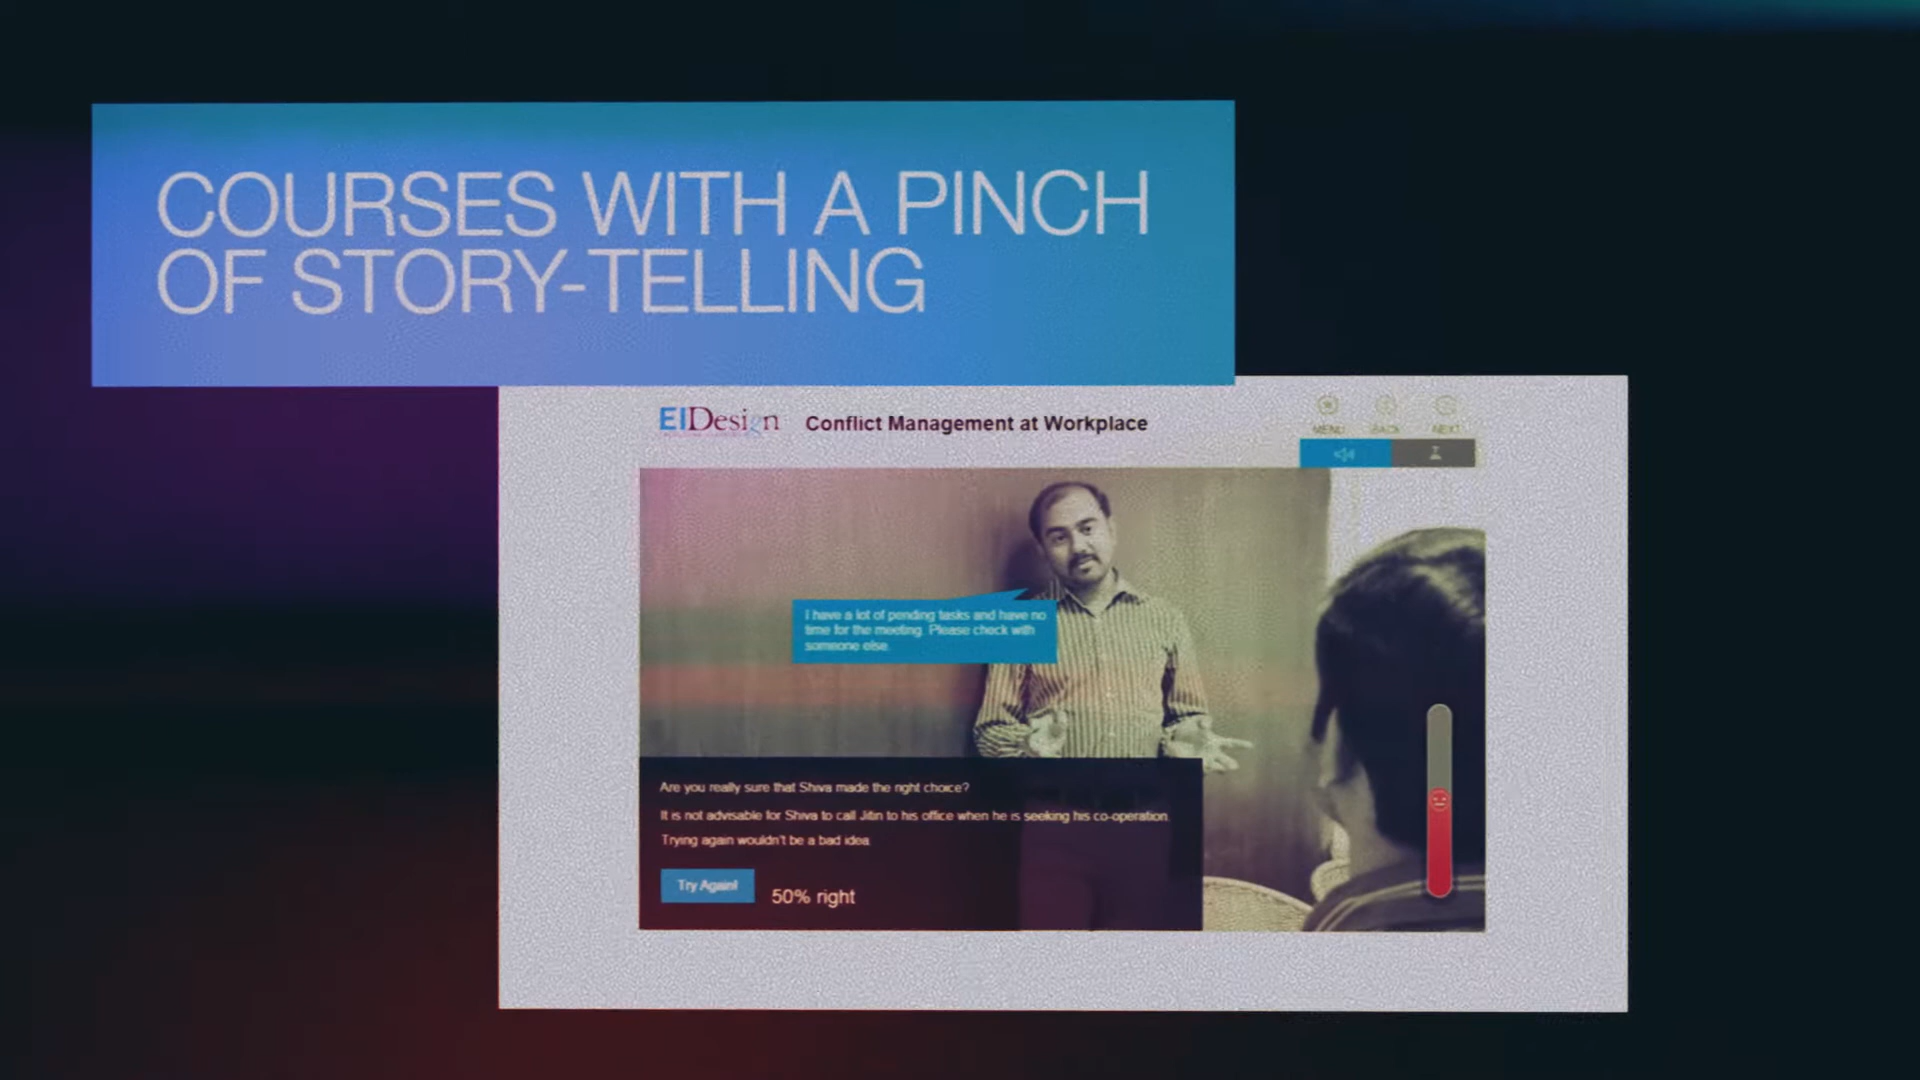 COURSES WITH A PINCH
OF STORY-TELLING
EIDesign
Conflict Management at Workplace
MENU BACK NEXT
I have a lot of pending tasks and have no
time for the meeting. Please check with
someone else.
Are you really sure that Shiva made the right choice?
It is not advisable for Shiva to call Jitin to his office when he is seeking his co-operation.
Trying again wouldn't be a bad idea.
Try Again!
50% right